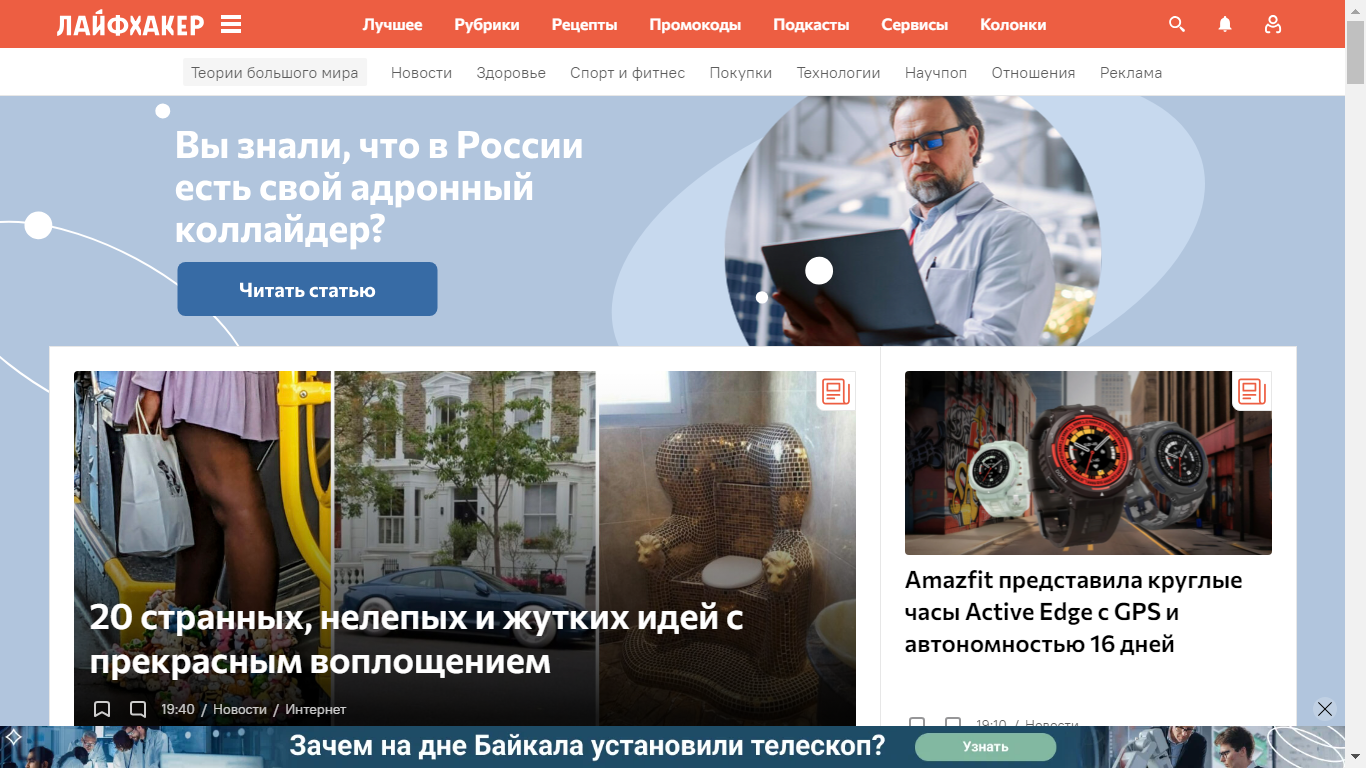 ЛАЙФХАКЕР
Лучшее Рубрики Рецепты Промокоды Подкасты Сервисы Колонки
Теории большого мира Новости Здоровье Спорт и фитнес Покупки Технологии Научпоп Отношения Реклама
Вы знали, что в России
есть свой адронный
коллайдер?
Читать статью
20 странных, нелепых и жутких идей с
прекрасным воплощением
19:40 / Новости / Интернет
Amazfit представила круглые
часы Active Edge с GPS и
автономностью 16 дней
19:10 / Новости
Зачем на дне Байкала установили телескоп?
Узнать